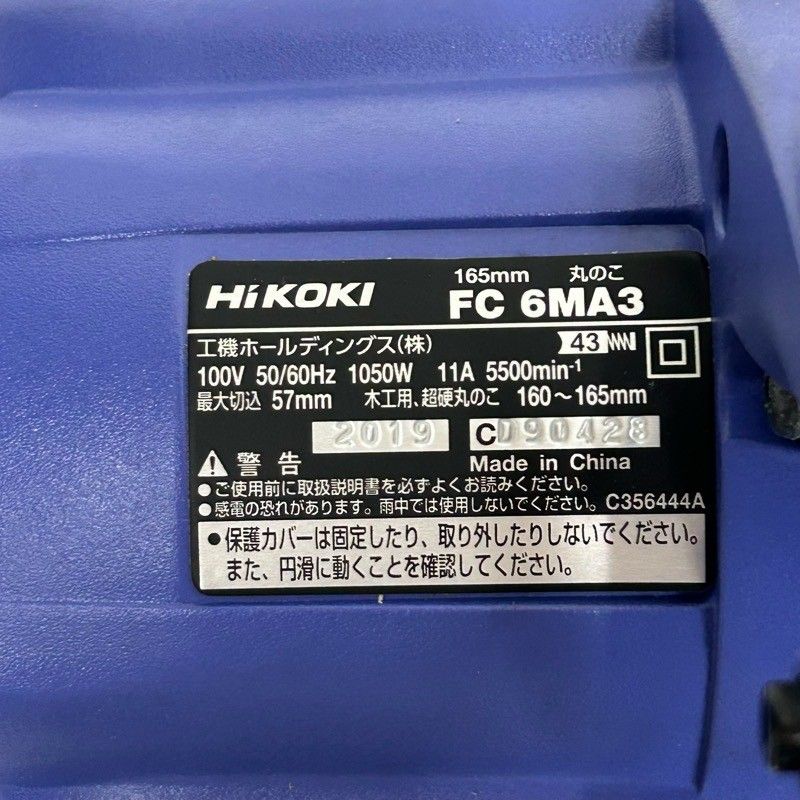 HiKOKI 165mm 丸のこ
FC 6MA3
工機ホールディングス(株) 43
100V 50/60Hz 1050W 11A 5500min-1
最大切込 57mm 木工用、超硬丸のこ 160～165mm
2019 CD90428
警告 Made in China
●ご使用前に取扱説明書を必ずよくお読みください。
●感電の恐れがあります。雨中では使用しないでください。C356444A
●保護カバーは固定したり、取り外したりしないでください。
また、円滑に動くことを確認してください。